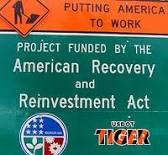 PUTTING AMERICA
TO WORK
PROJECT FUNDED BY THE
American Recovery
and
Reinvestment Act
USDOT
TIGER